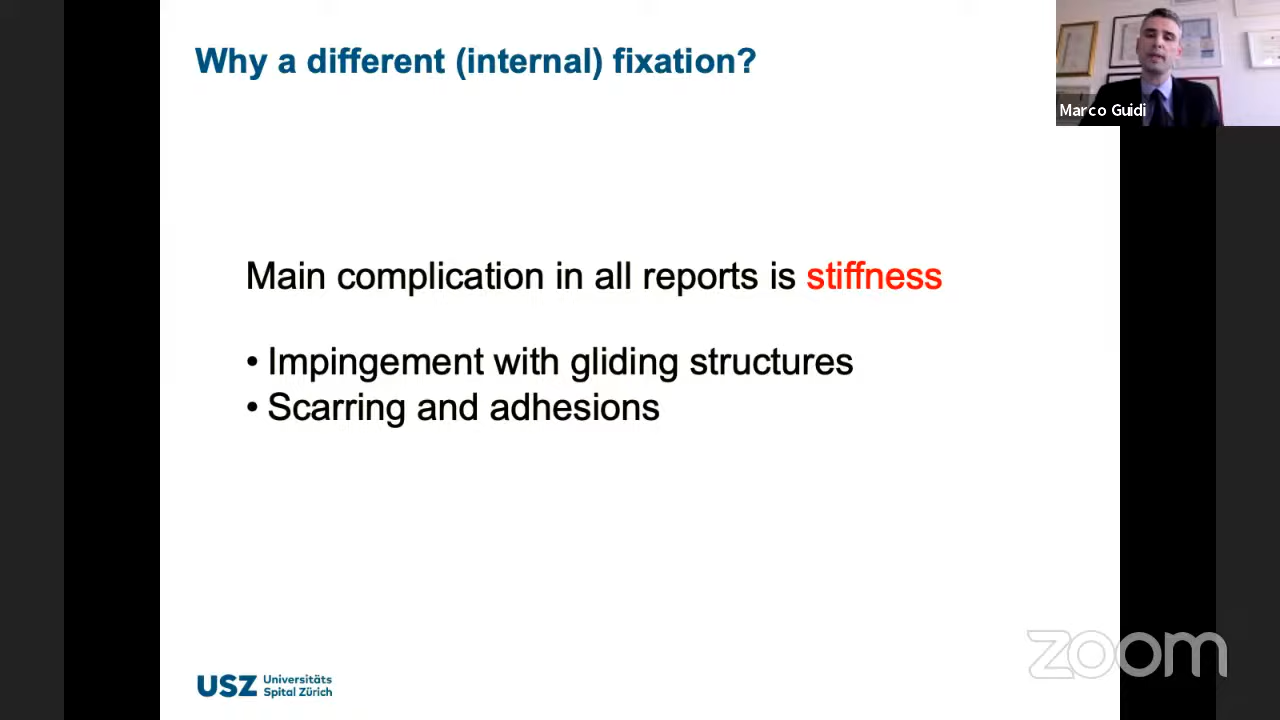 Why a different (internal) fixation?
Marco Guidi
Main complication in all reports is stiffness
• Impingement with gliding structures
• Scarring and adhesions
zoom
USZ Universitäts
Spital Zürich